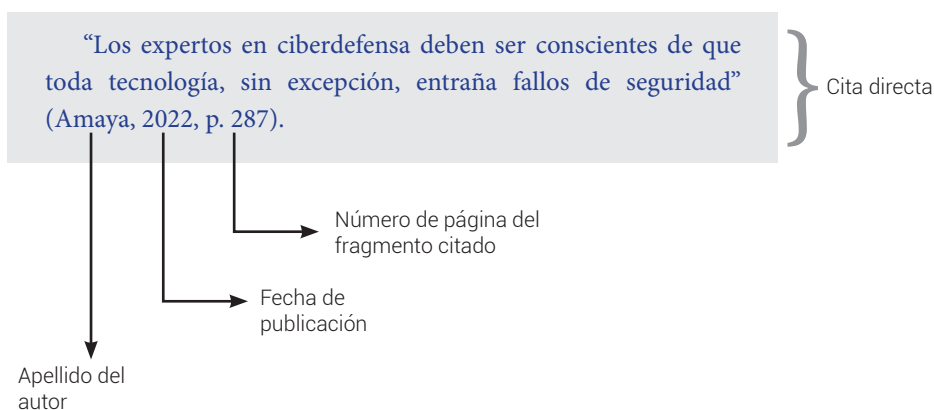 “Los expertos en ciberdefensa deben ser conscientes de que
toda tecnología, sin excepción, entraña fallos de seguridad”
(Amaya, 2022, p. 287).
Cita directa
Número de página del
fragmento citado
Fecha de
publicación
Apellido del
autor